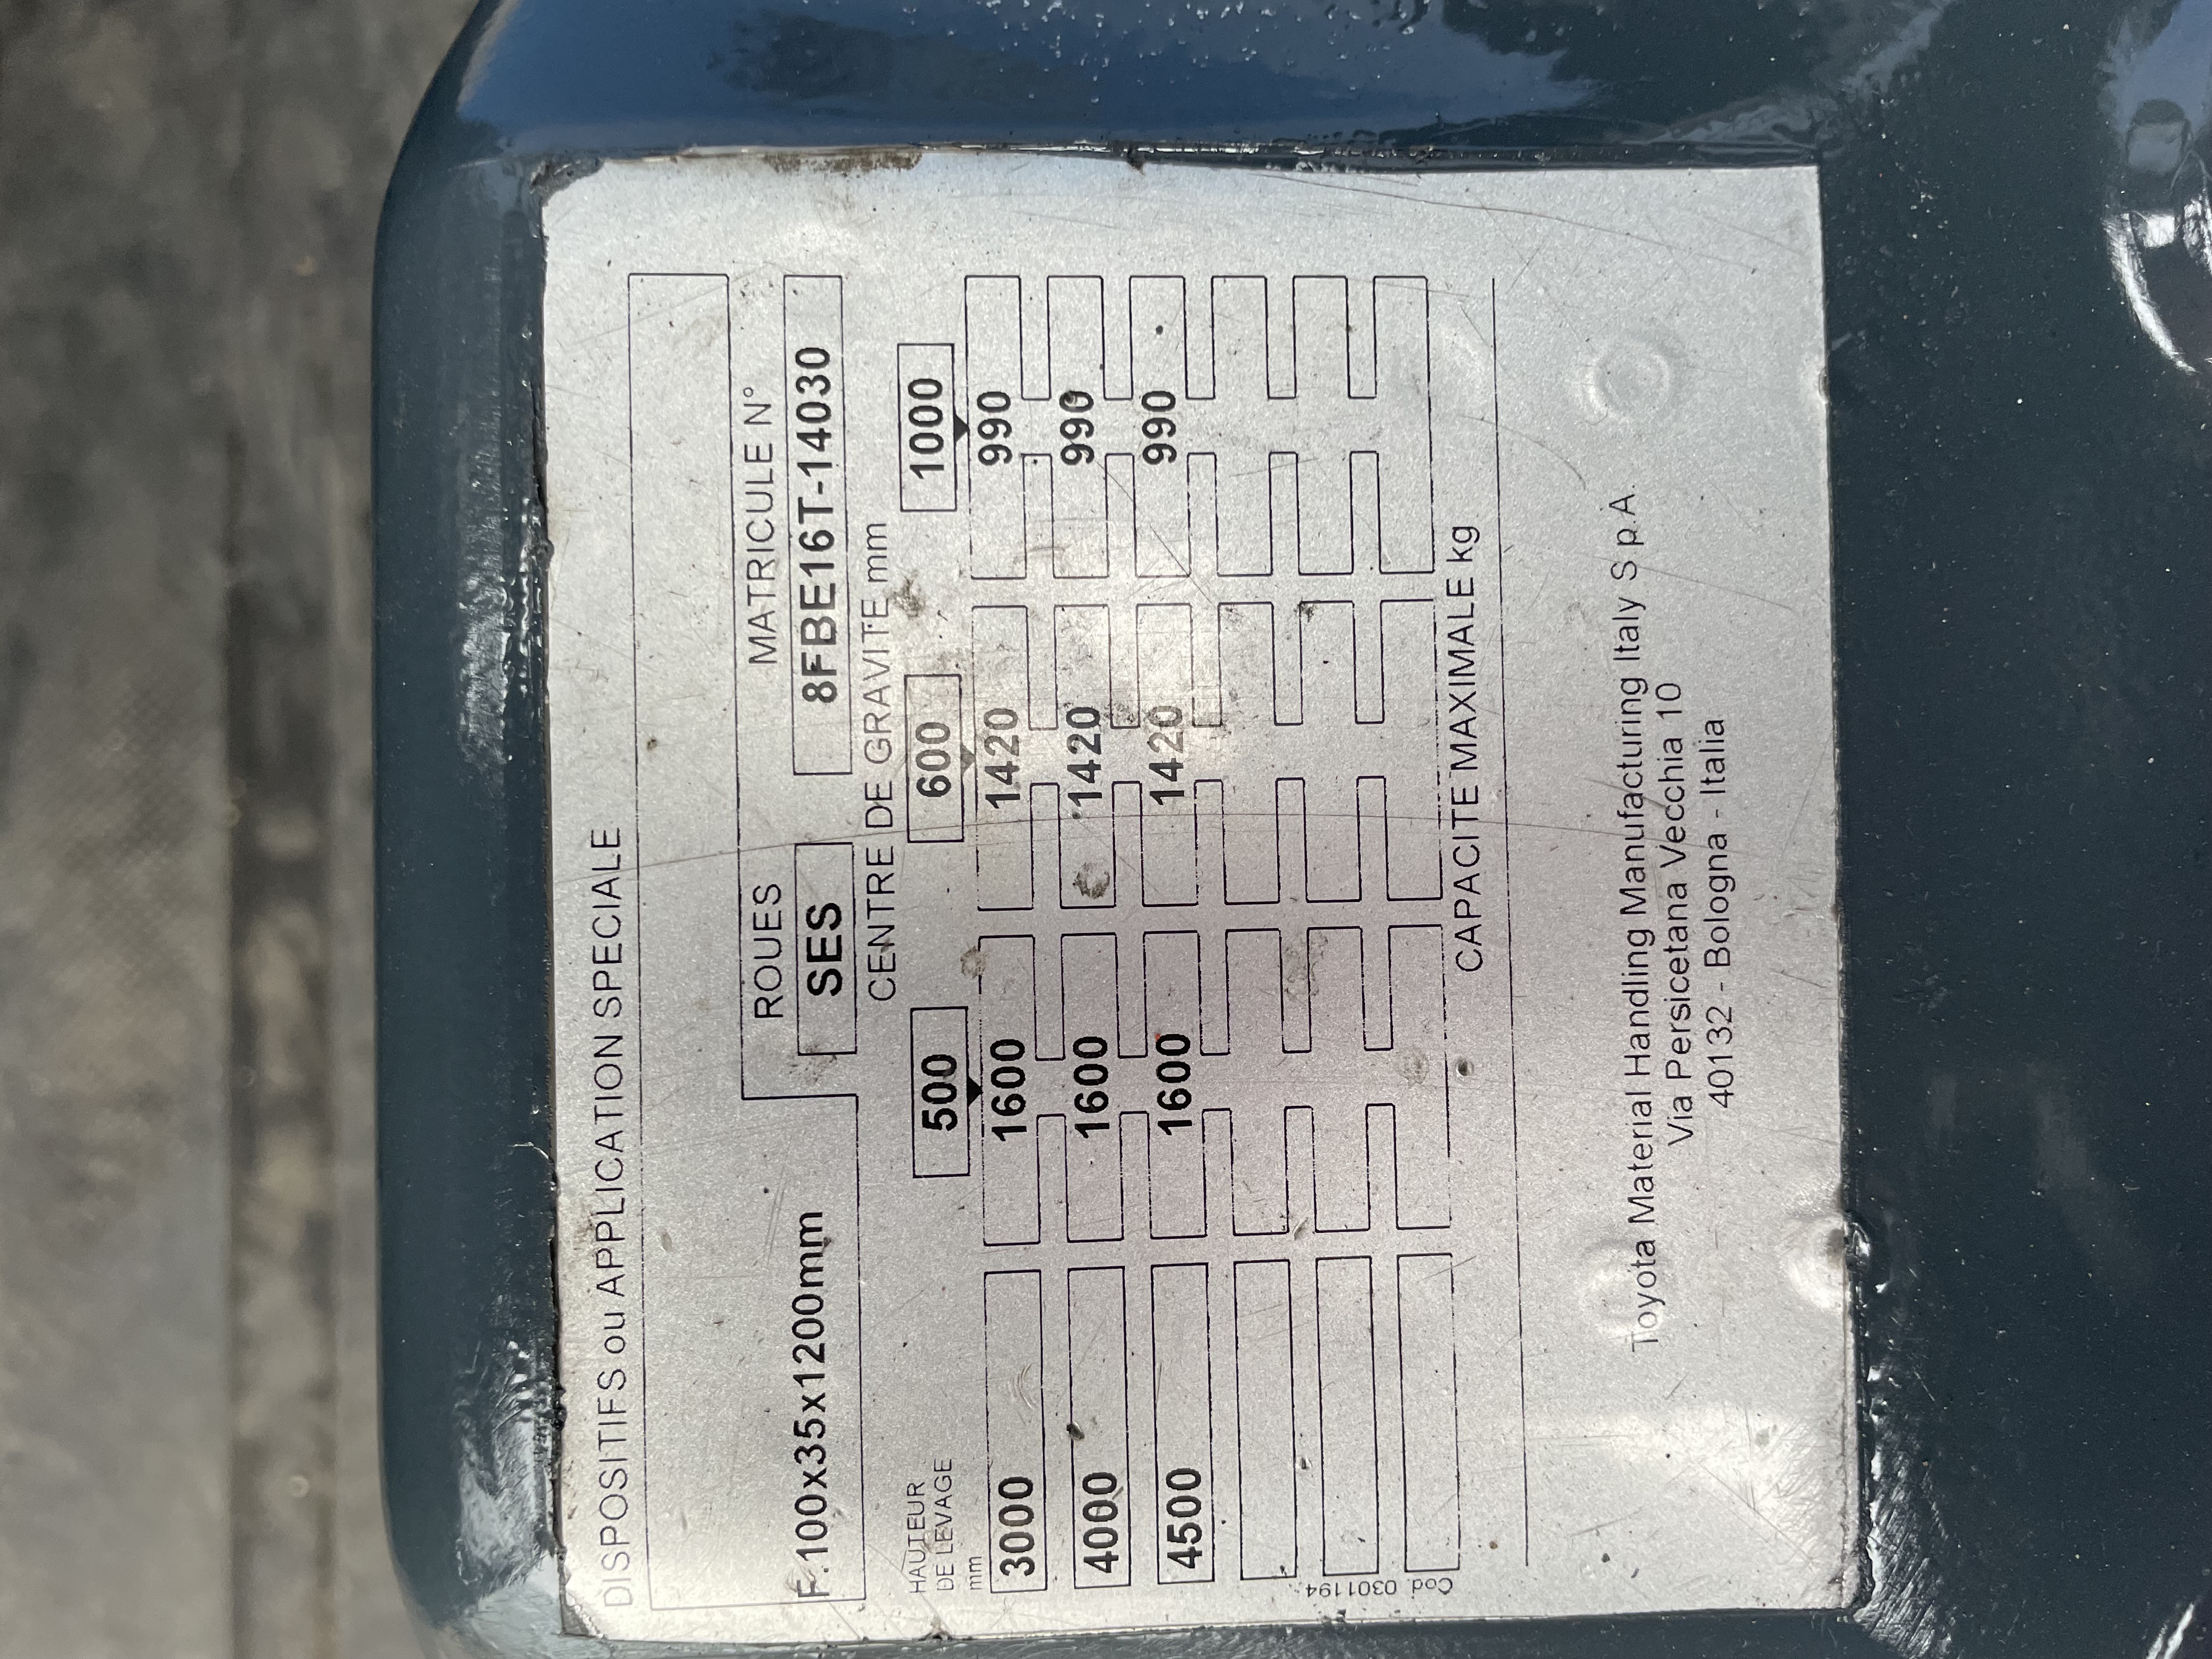 DISPOSITIFS ou APPLICATION SPECIALE
F.100x35x1200mm
ROUES
MATRICULE N°
SES
8FBE16T-14030
CENTRE DE GRAVITE mm
HAUTEUR
DE LEVAGE
mm
500 600 1000
3000 1600 1420 990
4000 1600 1420 990
4500 1600 1420 990
CAPACITE MAXIMALE kg
Cod. 0301194
Toyota Material Handling Manufacturing Italy S.p.A.
Via Persicetana Vecchia 10
40132 - Bologna - Italia